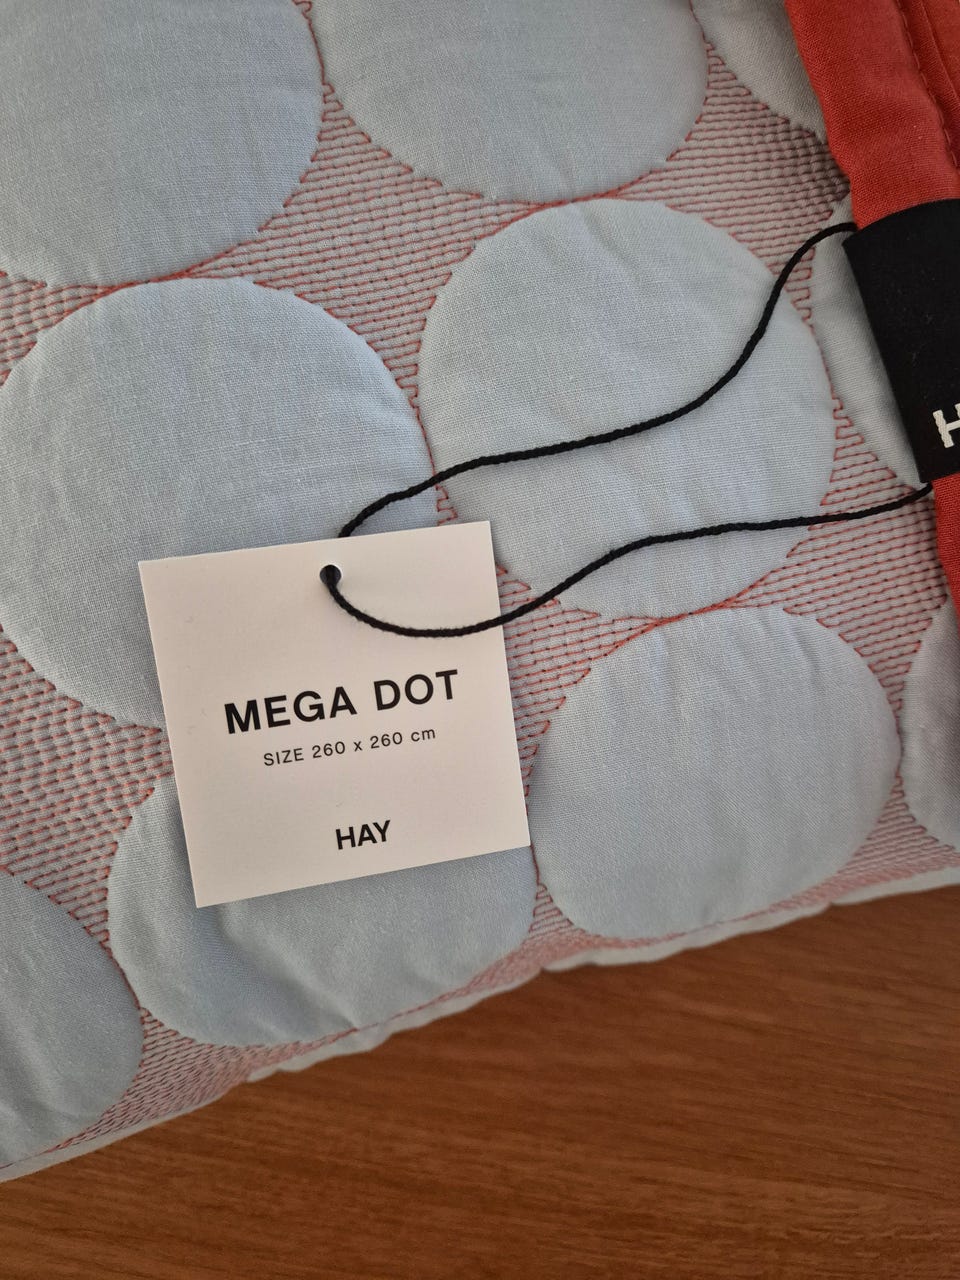 MEGA DOT
SIZE 260 x 260 cm
HAY